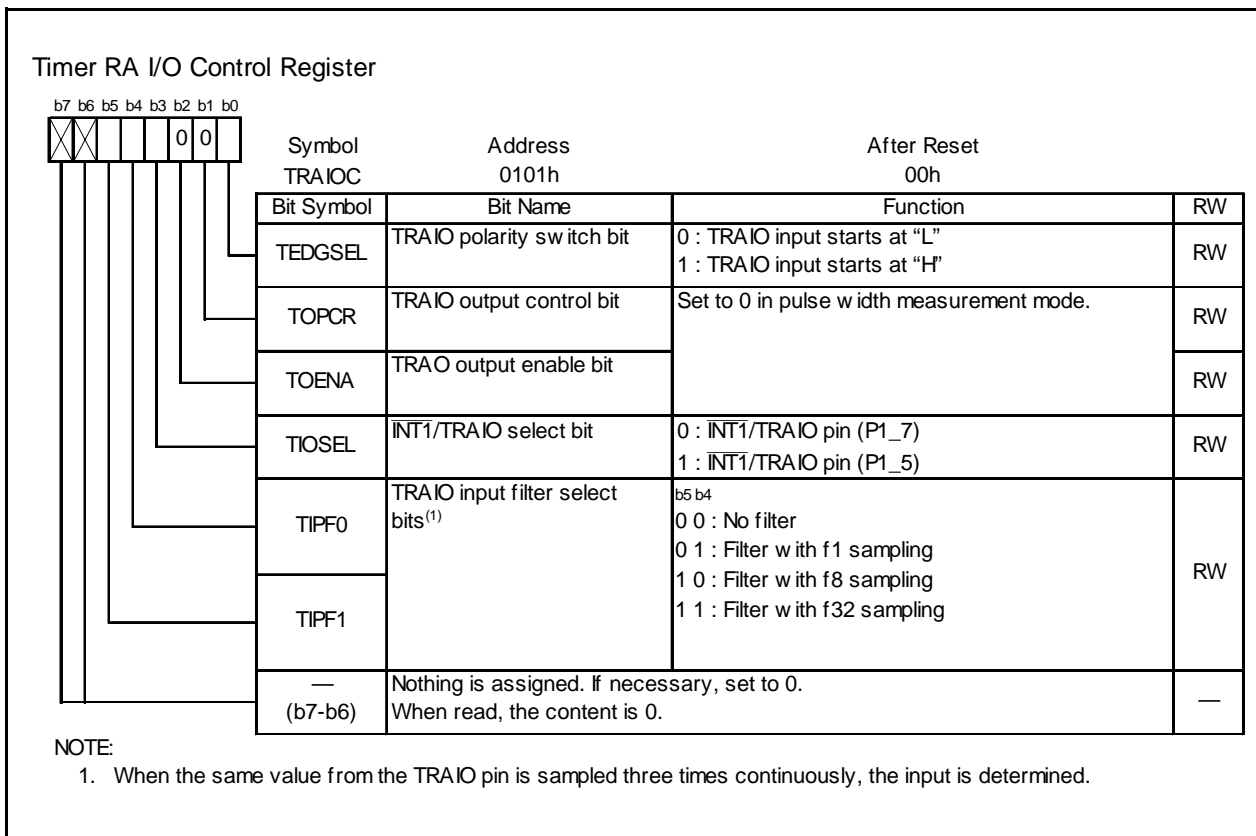 Timer RA I/O Control Register
b7 b6 b5 b4 b3 b2 b1 b0
0 0
Symbol Address After Reset
TRAIOC 0101h 00h
Bit Symbol Bit Name Function RW
TEDGSEL TRAIO polarity switch bit 0 : TRAIO input starts at “L” RW
1 : TRAIO input starts at “H”
TOPCR TRAIO output control bit Set to 0 in pulse width measurement mode. RW
TOENA TRAO output enable bit RW
TIOSEL INT1/TRAIO select bit 0 : INT1/TRAIO pin (P1_7) RW
1 : INT1/TRAIO pin (P1_5)
TIPF0 TRAIO input filter select bits(1) b5 b4
0 0 : No filter
0 1 : Filter with f1 sampling
1 0 : Filter with f8 sampling RW
TIPF1 1 1 : Filter with f32 sampling
— Nothing is assigned. If necessary, set to 0. —
(b7-b6) When read, the content is 0.
NOTE:
1. When the same value from the TRAIO pin is sampled three times continuously, the input is determined.